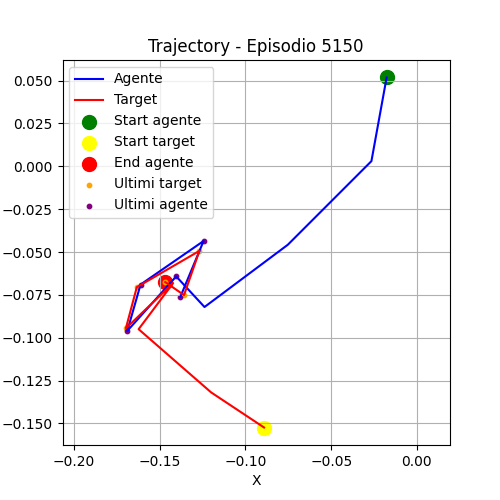 Trajectory - Episodio 5150
Agente
Target
Start agente
Start target
End agente
Ultimi target
Ultimi agente
0.050
0.025
0.000
−0.025
−0.050
−0.075
−0.100
−0.125
−0.150
−0.20
−0.15
−0.10
−0.05
0.00
X